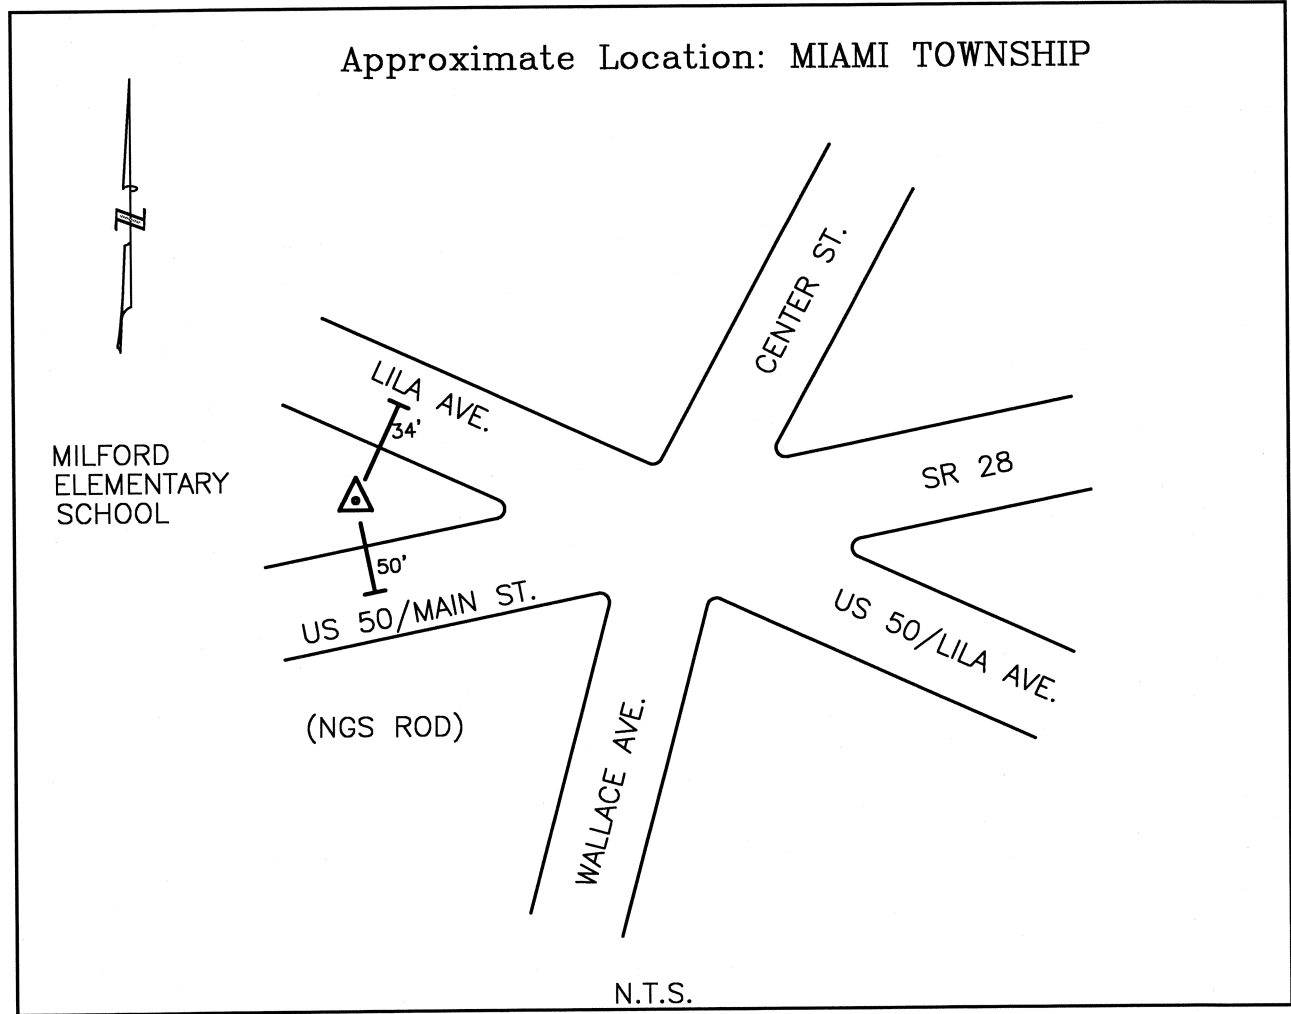 Approximate Location: MIAMI TOWNSHIP
N
CENTER ST.
LILA AVE.
34'
MILFORD
ELEMENTARY
SCHOOL
SR 28
50'
US 50/MAIN ST.
US 50/LILA AVE.
(NGS ROD)
WALLACE AVE.
N.T.S.